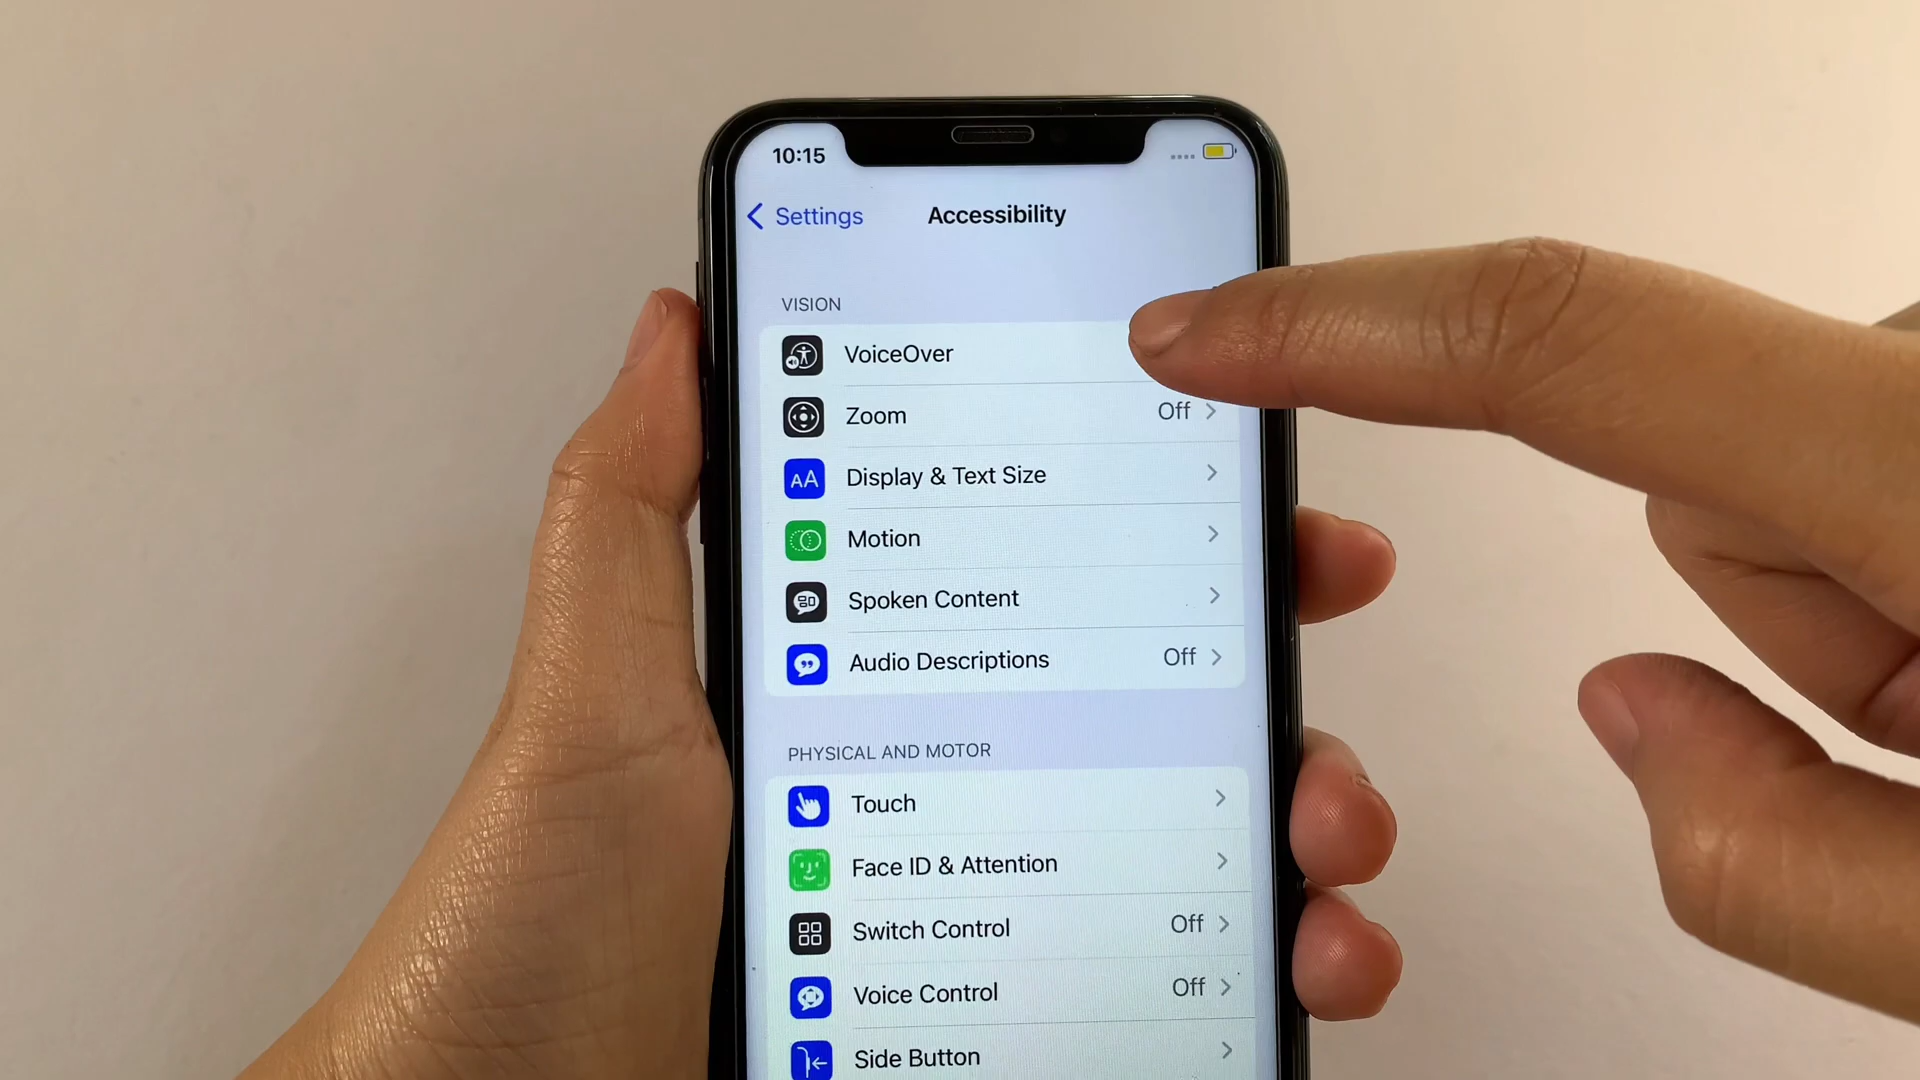 10:15
Settings
Accessibility
VISION
VoiceOver
Zoom Off
AA Display & Text Size
Motion
Spoken Content
Audio Descriptions Off
PHYSICAL AND MOTOR
Touch
Face ID & Attention
Switch Control Off
Voice Control Off
Side Button